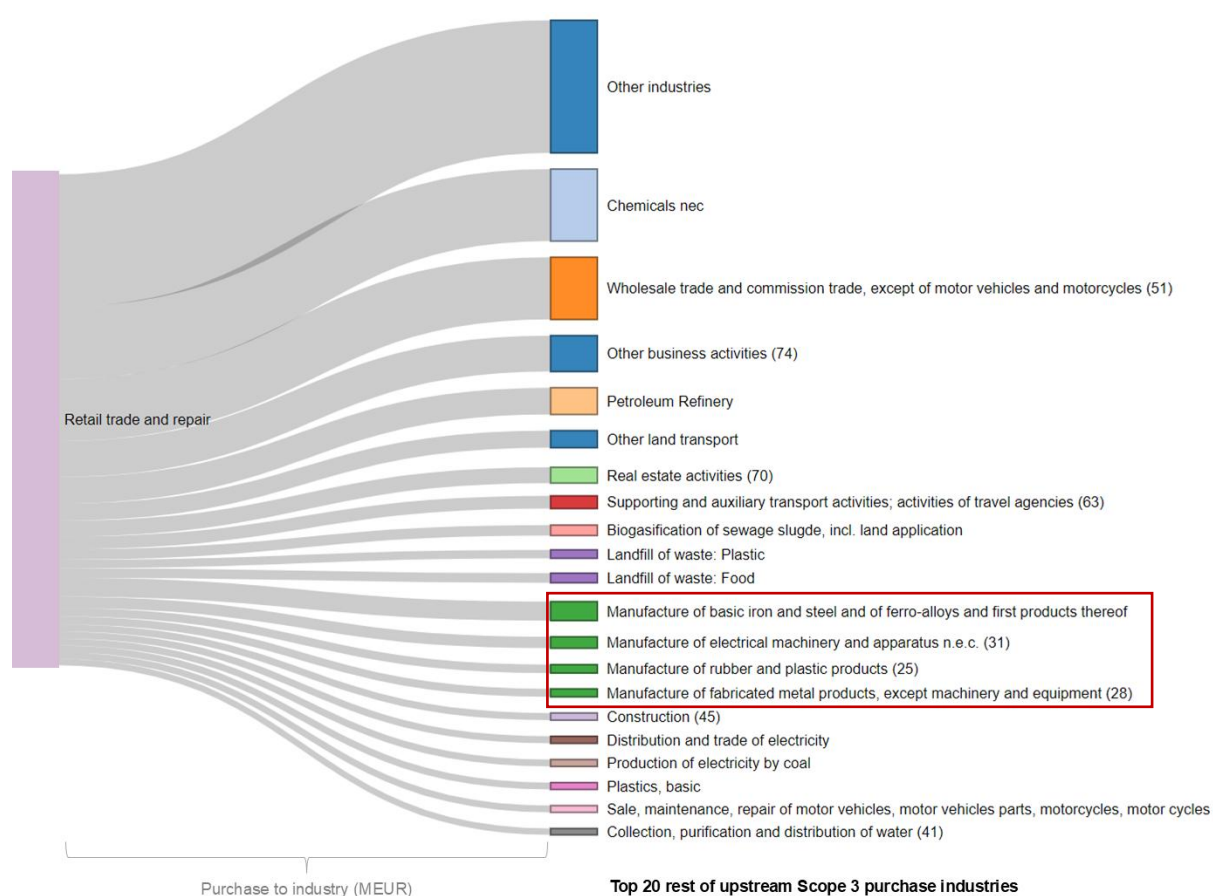 Other industries
Chemicals nec
Wholesale trade and commission trade, except of motor vehicles and motorcycles (51)
Other business activities (74)
Petroleum Refinery
Retail trade and repair
Other land transport
Real estate activities (70)
Supporting and auxiliary transport activities; activities of travel agencies (63)
Biogasification of sewage slugde, incl. land application
Landfill of waste: Plastic
Landfill of waste: Food
Manufacture of basic iron and steel and of ferro-alloys and first products thereof
Manufacture of electrical machinery and apparatus n.e.c. (31)
Manufacture of rubber and plastic products (25)
Manufacture of fabricated metal products, except machinery and equipment (28)
Construction (45)
Distribution and trade of electricity
Production of electricity by coal
Plastics, basic
Sale, maintenance, repair of motor vehicles, motor vehicles parts, motorcycles, motor cycles
Collection, purification and distribution of water (41)
Purchase to industry (MEUR)
Top 20 rest of upstream Scope 3 purchase industries